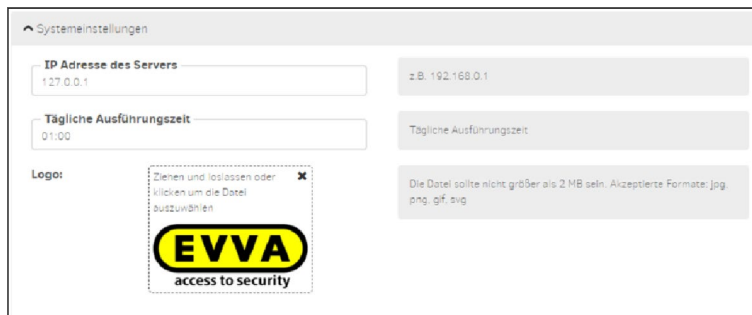 Systemeinstellungen
IP Adresse des Servers
127.0.0.1
z.B. 192.168.0.1
Tägliche Ausführungszeit
01:00
Tägliche Ausführungszeit
Logo:
Ziehen und loslassen oder
klicken um die Datei
auszuwählen
Die Datei sollte nicht größer als 2 MB sein. Akzeptierte Formate: jpg,
png, gif, svg
EVVA
access to security